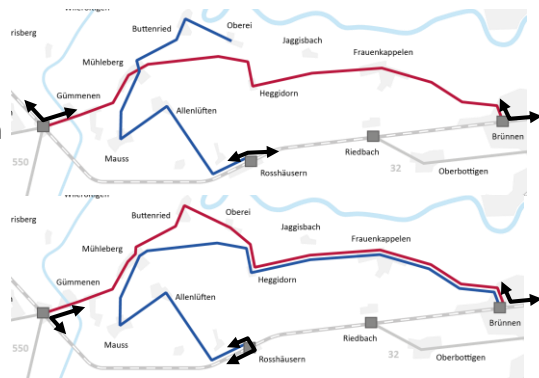 risberg
Buttenried
Oberei
Jaggisbach
Frauenkappelen
Mühleberg
Gümmenen
Heggidorn
Allenlüften
Brünnen
Mauss
Riedbach
550
Rosshäusern
32
Oberbottigen
risberg
Buttenried
Oberei
Jaggisbach
Frauenkappelen
Mühleberg
Gümmenen
Heggidorn
Allenlüften
Brünnen
Mauss
Riedbach
550
Rosshäusern
32
Oberbottigen